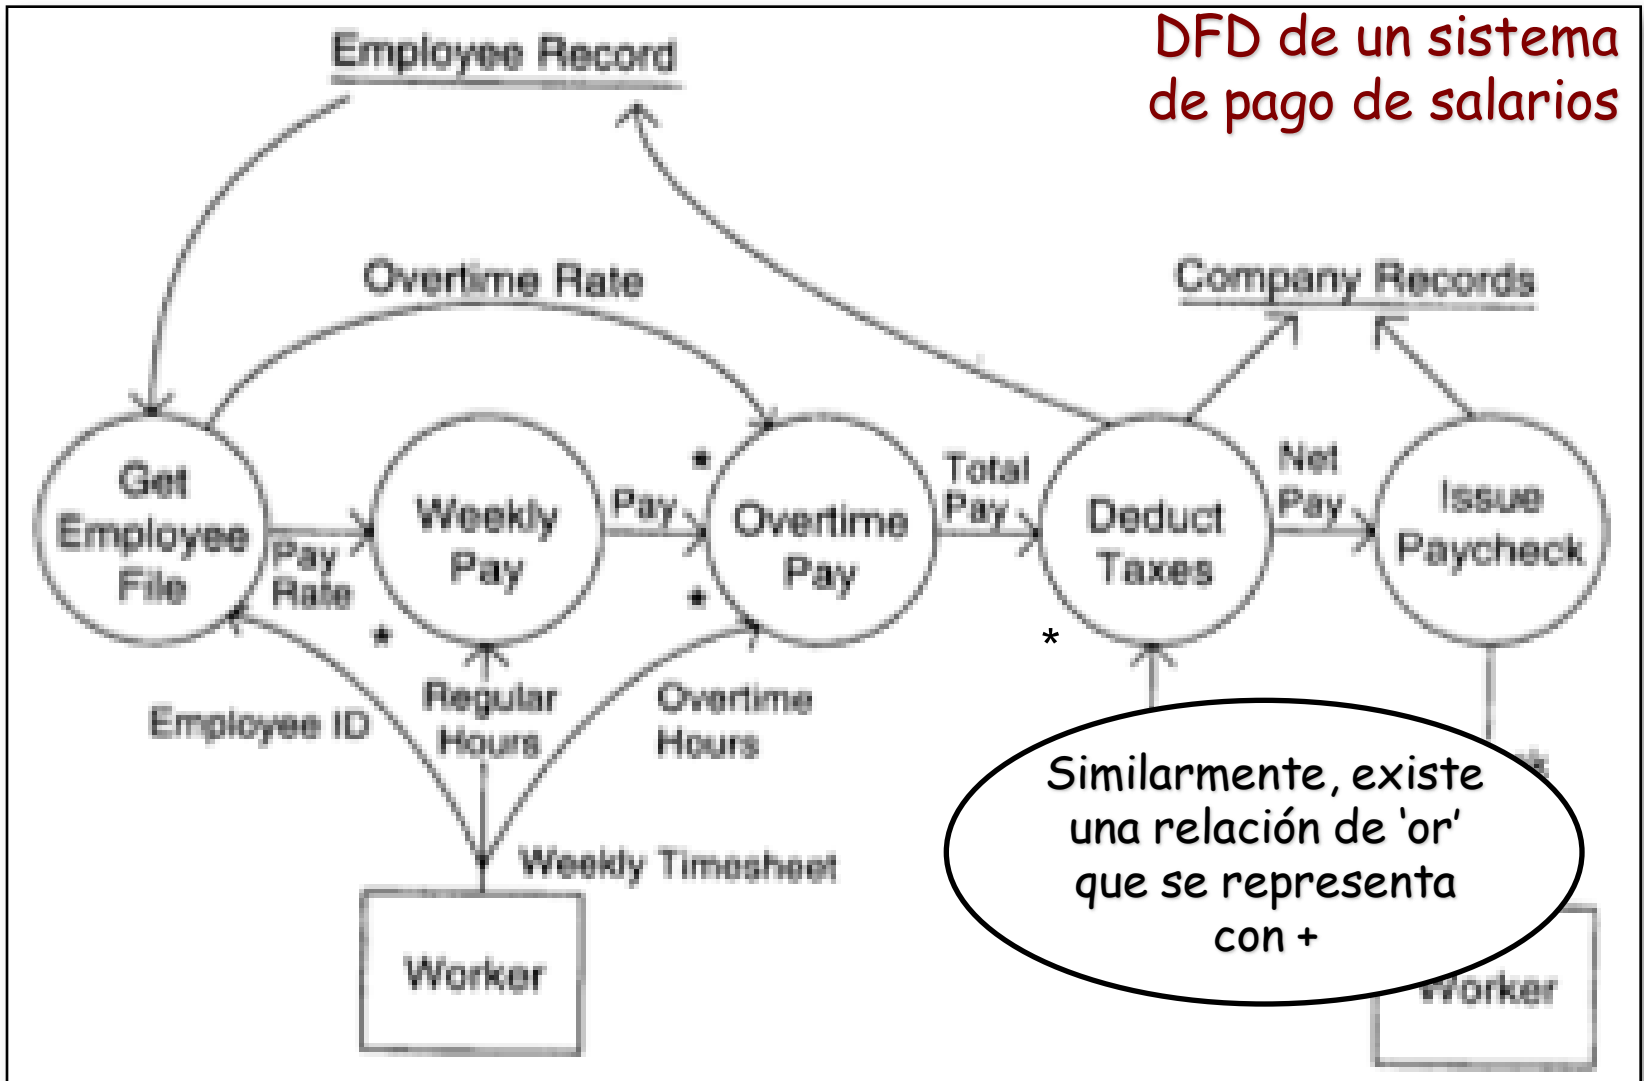 DFD de un sistema
de pago de salarios
Employee Record
Overtime Rate
Company Records
Get
Employee
File
Pay
Rate
*
Weekly
Pay
Pay
*
*
Overtime
Pay
Total
Pay
*
Deduct
Taxes
Net
Pay
Issue
Paycheck
Employee ID
Regular
Hours
Overtime
Hours
Weekly Timesheet
Worker
Similarmente, existe
una relación de ‘or’
que se representa
con +
Worker